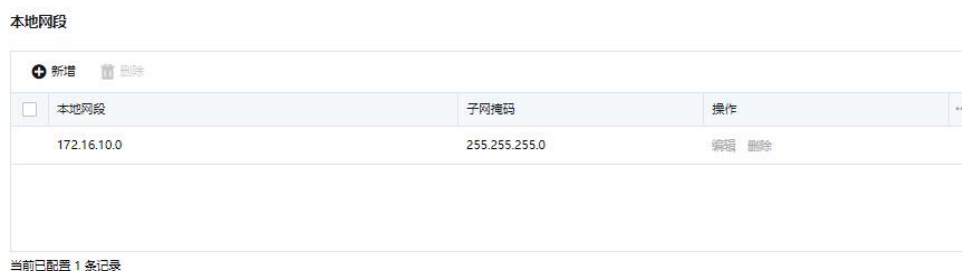 本地网段
新增 删除
本地网段 子网掩码 操作
172.16.10.0 255.255.255.0 编辑 删除
当前已配置 1 条记录